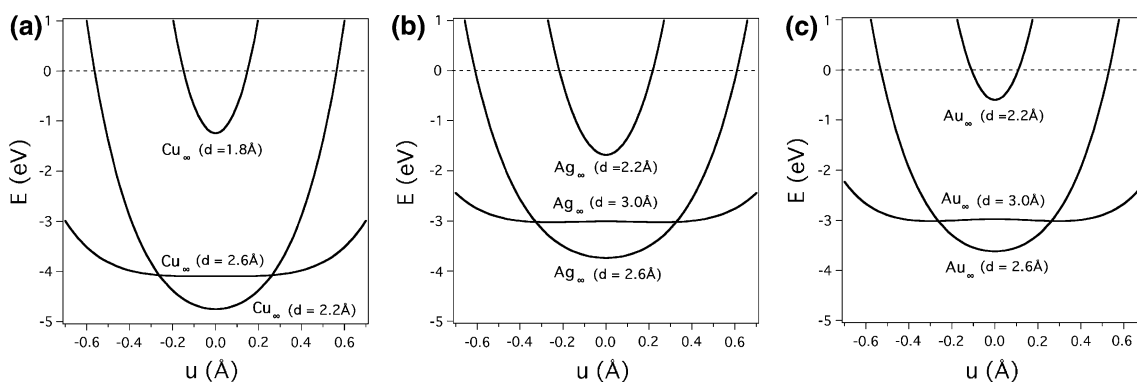 (a)
1
0
-1
-2
-3
-4
-5
E (eV)
Cu∞ (d =1.8Å)
Cu∞ (d = 2.6Å)
Cu∞ (d = 2.2Å)
-0.6 -0.4 -0.2 0.0 0.2 0.4 0.6
u (Å)
(b)
1
0
-1
-2
-3
-4
-5
E (eV)
Ag∞ (d =2.2Å)
Ag∞ (d = 3.0Å)
Ag∞ (d = 2.6Å)
-0.6 -0.4 -0.2 0.0 0.2 0.4 0.6
u (Å)
(c)
1
0
-1
-2
-3
-4
-5
E (eV)
Au∞ (d =2.2Å)
Au∞ (d = 3.0Å)
Au∞ (d =2.6Å)
-0.6 -0.4 -0.2 0.0 0.2 0.4 0.6
u (Å)